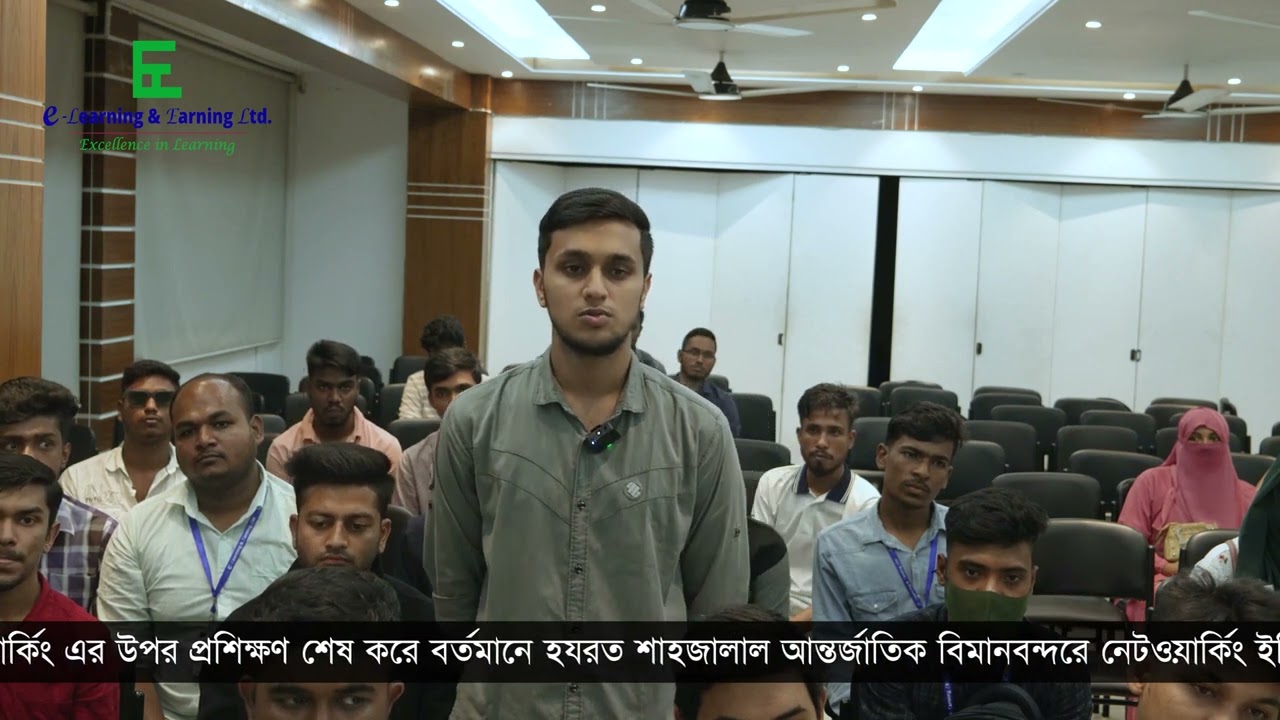 e-Learning & Earning Ltd.
Excellence in Learning
এর উপর প্রশিক্ষণ শেষ করে বর্তমানে হযরত শাহজালাল আন্তর্জাতিক বিমানবন্দরে নেটওয়ার্কিং